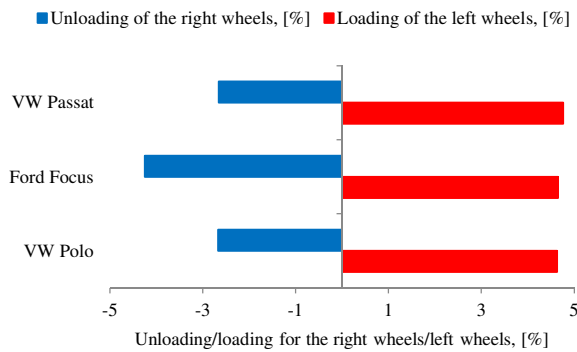 Unloading of the right wheels, [%] Loading of the left wheels, [%]
VW Passat
Ford Focus
VW Polo
-5 -3 -1 1 3 5
Unloading/loading for the right wheels/left wheels, [%]